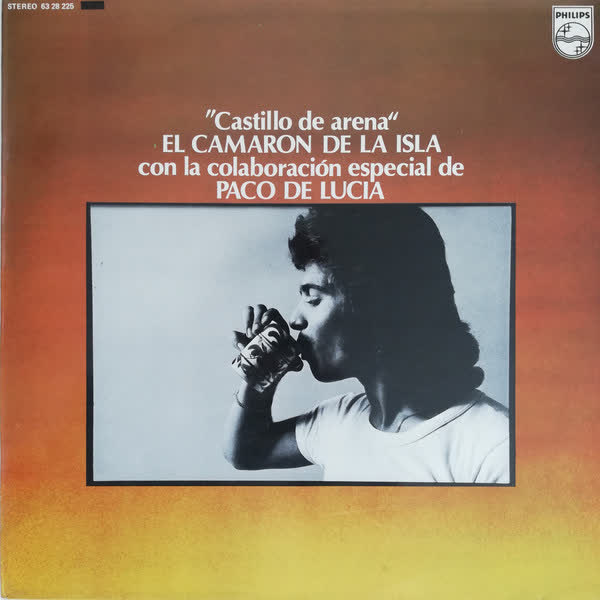 STEREO 63 28 225
PHILIPS
"Castillo de arena“
EL CAMARON DE LA ISLA
con la colaboración especial de
PACO DE LUCIA